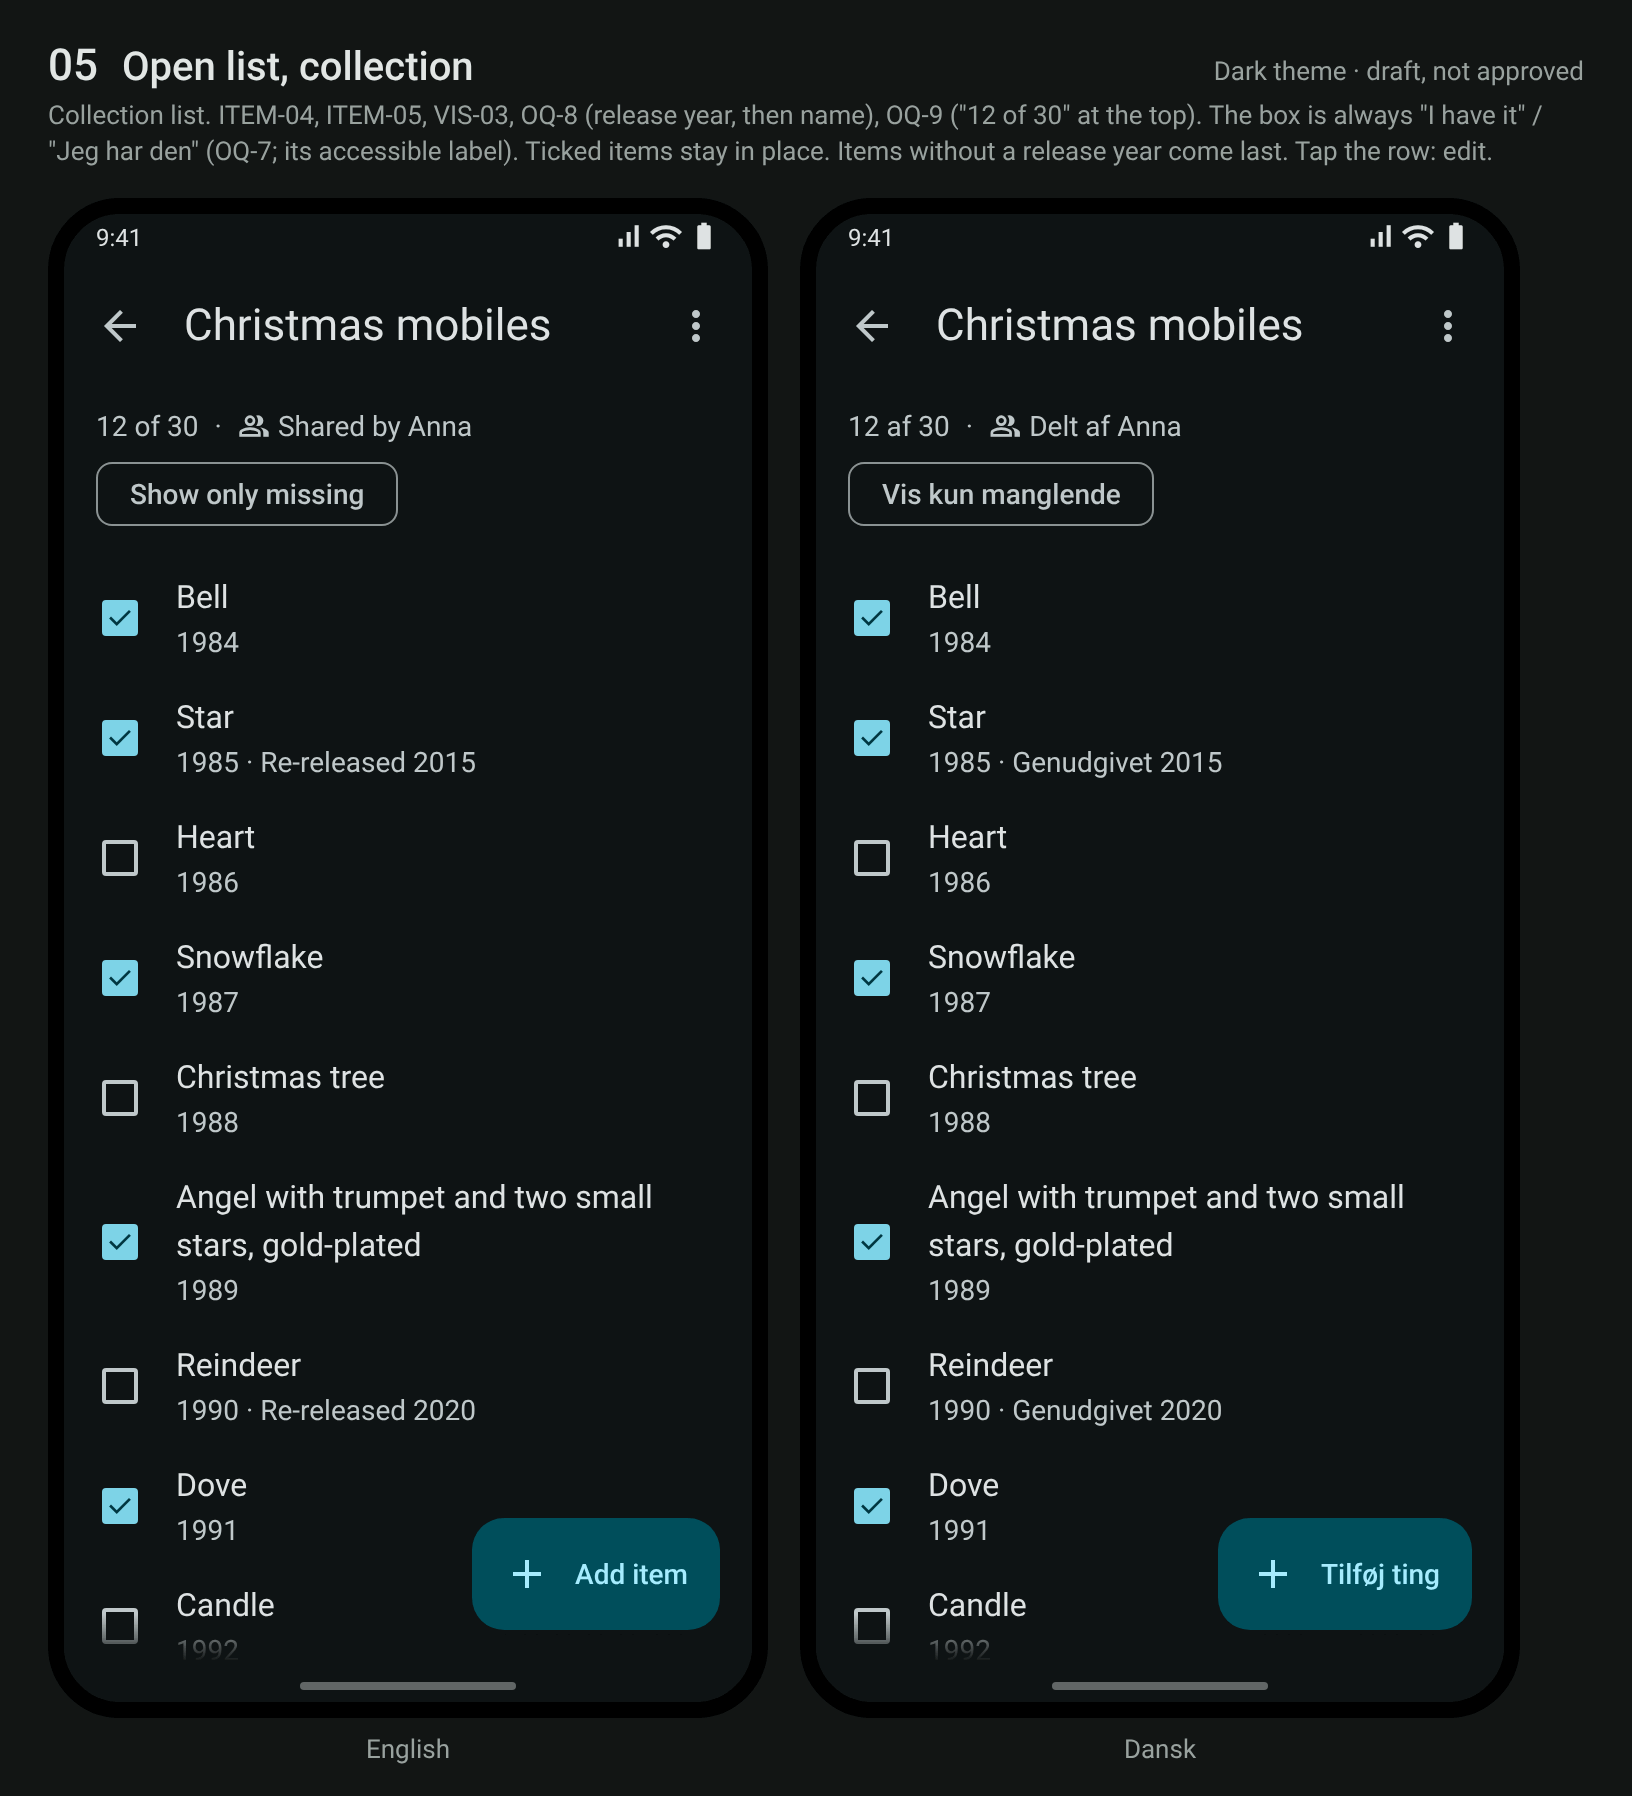 05 Open list, collection
Dark theme · draft, not approved
Collection list. ITEM-04, ITEM-05, VIS-03, OQ-8 (release year, then name), OQ-9 ("12 of 30" at the top). The box is always "I have it" /
"Jeg har den" (OQ-7; its accessible label). Ticked items stay in place. Items without a release year come last. Tap the row: edit.
9:41
Christmas mobiles
12 of 30 · Shared by Anna
Show only missing
Bell
1984
Star
1985 · Re-released 2015
Heart
1986
Snowflake
1987
Christmas tree
1988
Angel with trumpet and two small
stars, gold-plated
1989
Reindeer
1990 · Re-released 2020
Dove
1991
Add item
Candle
1992
English
9:41
Christmas mobiles
12 af 30 · Delt af Anna
Vis kun manglende
Bell
1984
Star
1985 · Genudgivet 2015
Heart
1986
Snowflake
1987
Christmas tree
1988
Angel with trumpet and two small
stars, gold-plated
1989
Reindeer
1990 · Genudgivet 2020
Dove
1991
Tilføj ting
Candle
1992
Dansk